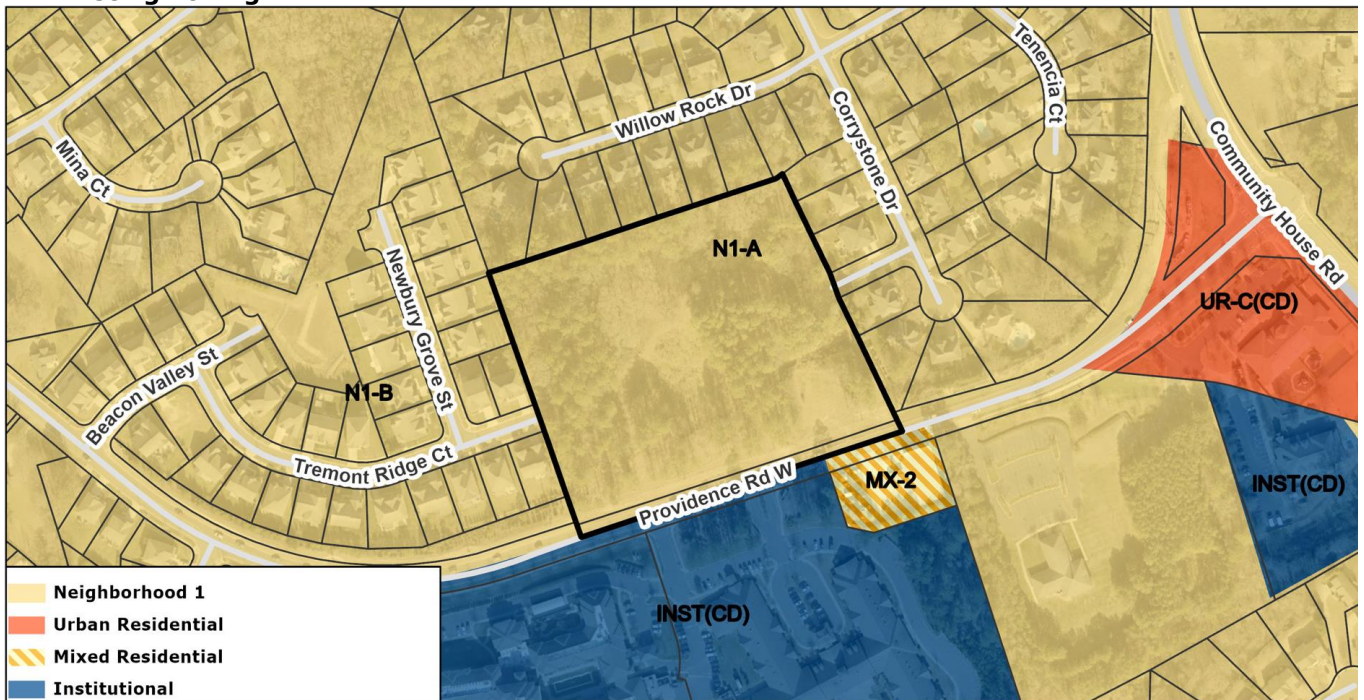 Willow Rock Dr
Tenencia Ct
Corrystone Dr
Community House Rd
Mina Ct
N1-A
Newbury Grove St
UR-C(CD)
Beacon Valley St
N1-B
Tremont Ridge Ct
Providence Rd W
MX-2
INST(CD)
INST(CD)
Neighborhood 1
Urban Residential
Mixed Residential
Institutional